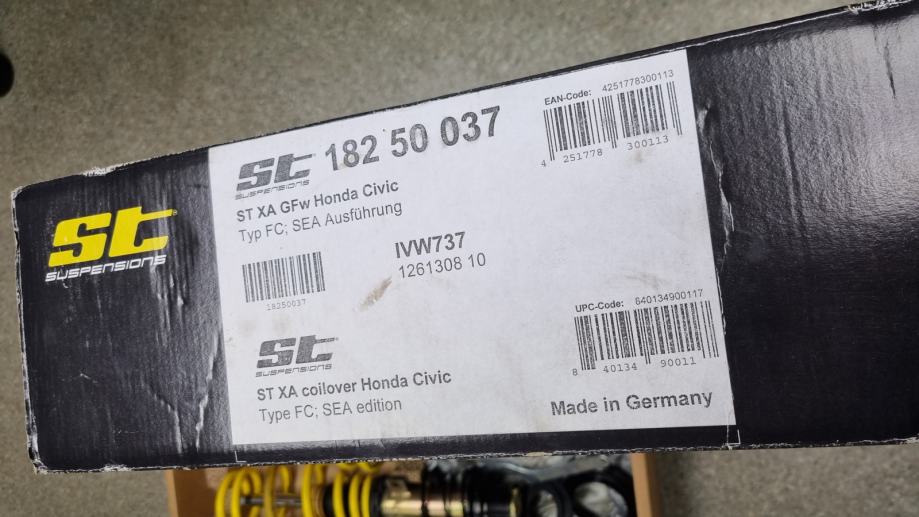 st
SUSPENSIONS
st 182 50 037
SUSPENSIONS
ST XA GFw Honda Civic
Typ FC; SEA Ausführung
EAN-Code: 4251778300113
4 251778 300113
IVW737
1261308 10
18250037
st
SUSPENSIONS
ST XA coilover Honda Civic
Type FC; SEA edition
UPC-Code: 640134900117
8 40134 90011
Made in Germany